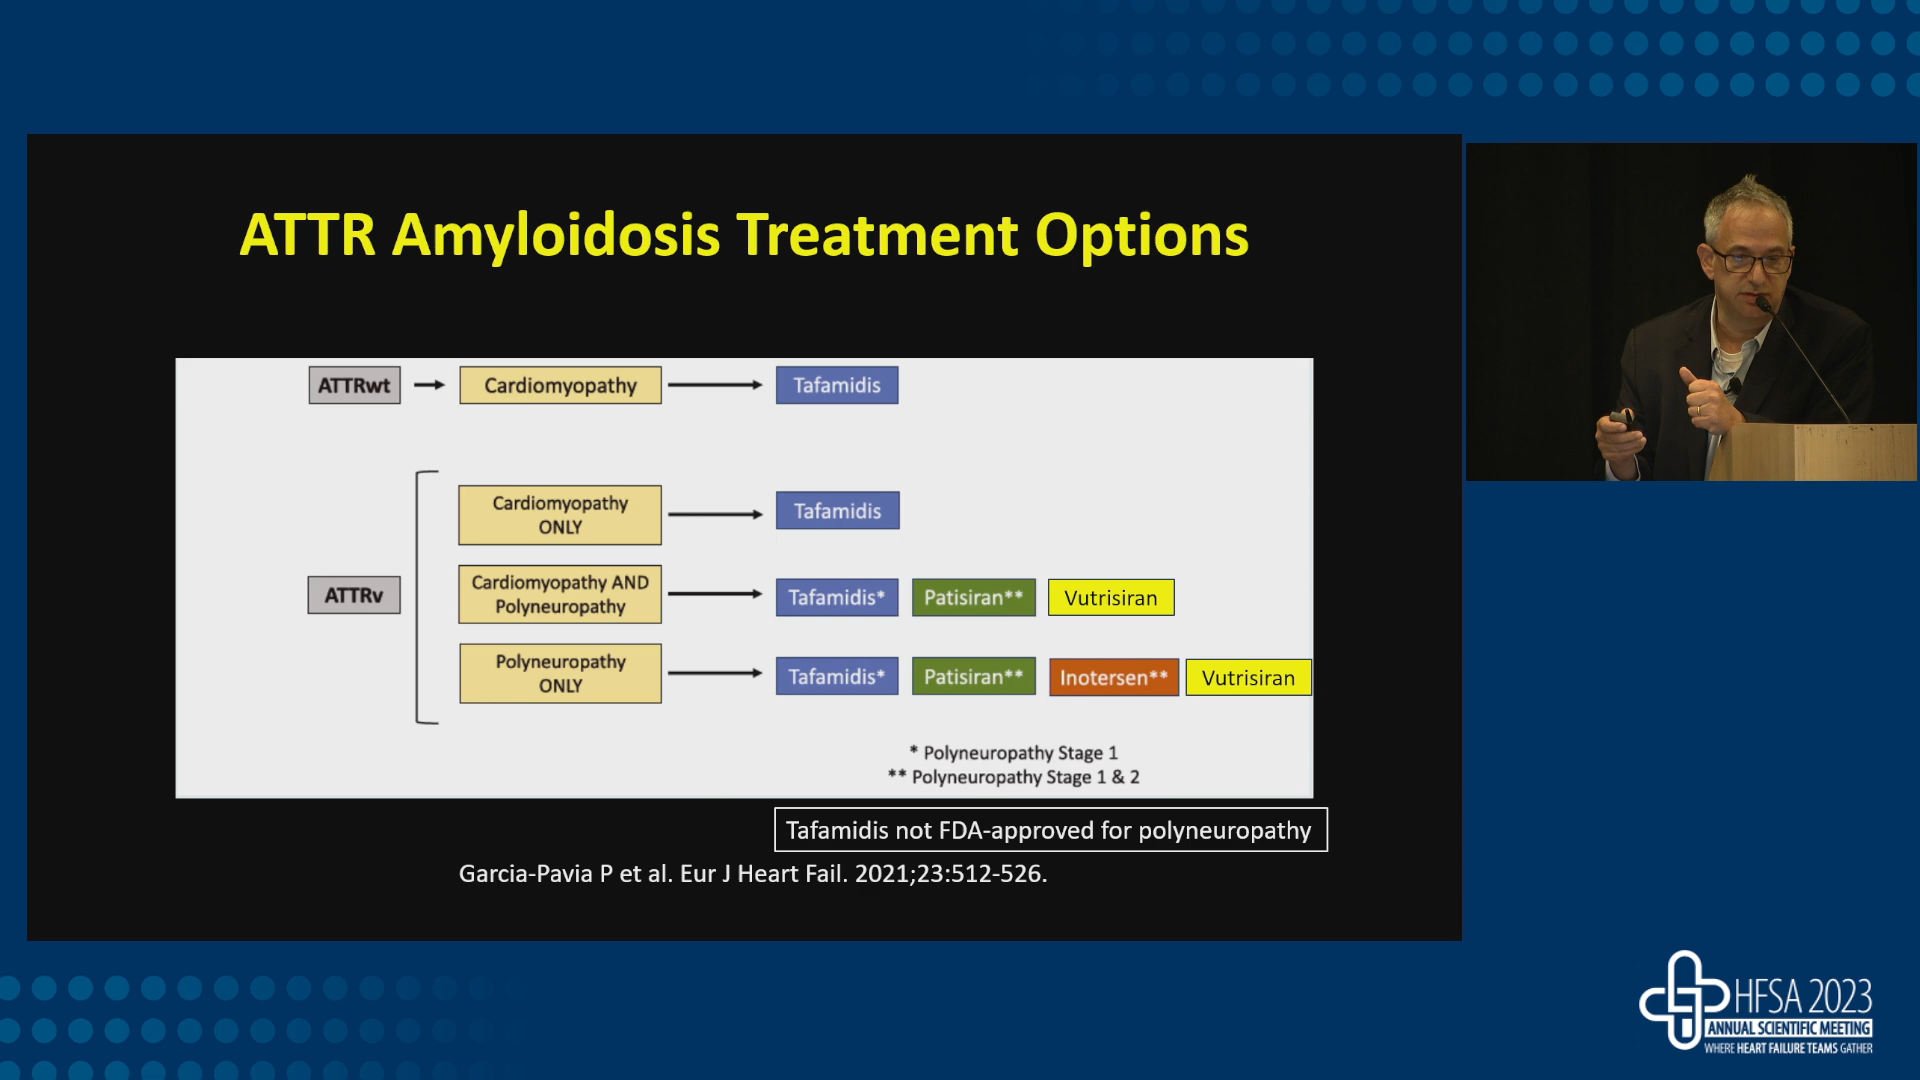 ATTR Amyloidosis Treatment Options
ATTRwt
Cardiomyopathy
Tafamidis
ATTRv
Cardiomyopathy
ONLY
Tafamidis
Cardiomyopathy AND
Polyneuropathy
Tafamidis*
Patisiran**
Vutrisiran
Polyneuropathy
ONLY
Tafamidis*
Patisiran**
Inotersen**
Vutrisiran
* Polyneuropathy Stage 1
** Polyneuropathy Stage 1 & 2
Tafamidis not FDA-approved for polyneuropathy
Garcia-Pavia P et al. Eur J Heart Fail. 2021;23:512-526.
HFSA 2023
ANNUAL SCIENTIFIC MEETING
WHERE HEART FAILURE TEAMS GATHER